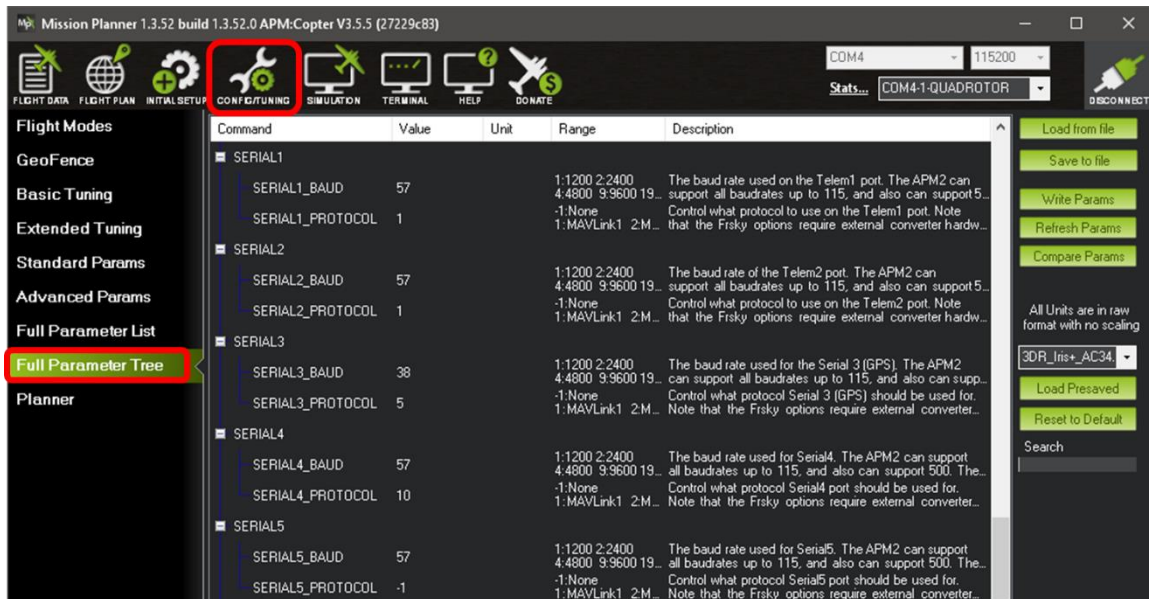 Mission Planner 1.3.52 build 1.3.52.0 APM:Copter V3.5.5 (27229c83)
COM4 115200
FLIGHT DATA FLIGHT PLAN INITIAL SETUP CONFIG/TUNING SIMULATION TERMINAL HELP DONATE
Stats... COM4-1-QUADROTOR
DISCONNECT
Flight Modes
GeoFence
Basic Tuning
Extended Tuning
Standard Params
Advanced Params
Full Parameter List
Full Parameter Tree
Planner
Command Value Unit Range Description
SERIAL1
SERIAL1_BAUD 57 1:1200 2:2400 The baud rate used on the Telem1 port. The APM2 can
4:4800 9:9600 19... support all baudrates up to 115, and also can support 5...
SERIAL1_PROTOCOL 1 -1:None Control what protocol to use on the Telem1 port. Note
1:MAVLink1 2:M... that the Frsky options require external converter hardw...
SERIAL2
SERIAL2_BAUD 57 1:1200 2:2400 The baud rate of the Telem2 port. The APM2 can
4:4800 9:9600 19... support all baudrates up to 115, and also can support 5...
SERIAL2_PROTOCOL 1 -1:None Control what protocol to use on the Telem2 port. Note
1:MAVLink1 2:M... that the Frsky options require external converter hardw...
SERIAL3
SERIAL3_BAUD 38 1:1200 2:2400 The baud rate used for the Serial 3 (GPS). The APM2
4:4800 9:9600 19... can support all baudrates up to 115, and also can supp...
SERIAL3_PROTOCOL 5 -1:None Control what protocol Serial 3 (GPS) should be used for.
1:MAVLink1 2:M... Note that the Frsky options require external converter...
SERIAL4
SERIAL4_BAUD 57 1:1200 2:2400 The baud rate used for Serial4. The APM2 can support
4:4800 9:9600 19... all baudrates up to 115, and also can support 500. The...
SERIAL4_PROTOCOL 10 -1:None Control what protocol Serial4 port should be used for.
1:MAVLink1 2:M... Note that the Frsky options require external converter...
SERIAL5
SERIAL5_BAUD 57 1:1200 2:2400 The baud rate used for Serial5. The APM2 can support
4:4800 9:9600 19... all baudrates up to 115, and also can support 500. The...
SERIAL5_PROTOCOL -1 -1:None Control what protocol Serial5 port should be used for.
1:MAVLink1 2:M... Note that the Frsky options require external converter...
Load from file
Save to file
Write Params
Refresh Params
Compare Params
All Units are in raw
format with no scaling
3DR_Iris+_AC34.
Load Presaved
Reset to Default
Search